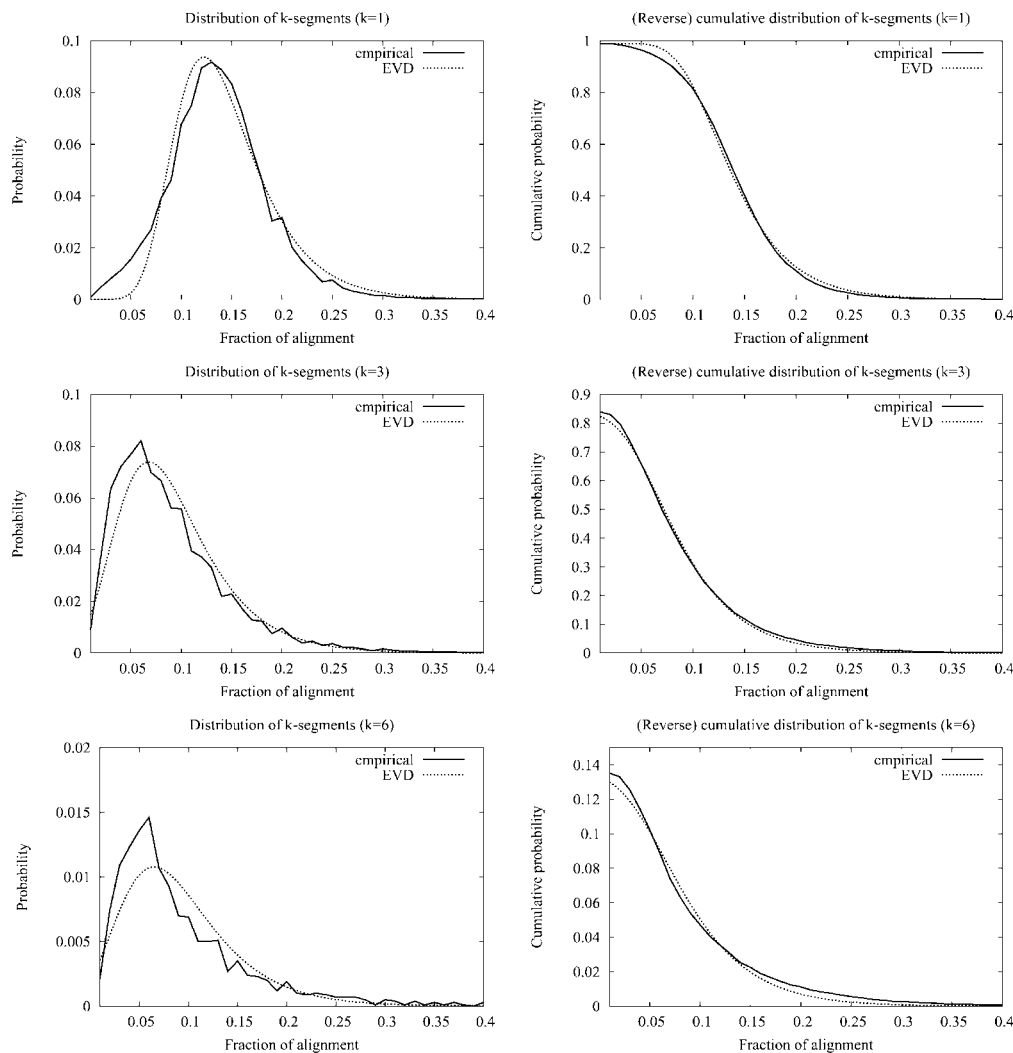 Distribution of k-segments (k=1)
0.1
0.08
0.06
0.04
0.02
0
Probability
empirical
EVD
0.05 0.1 0.15 0.2 0.25 0.3 0.35 0.4
Fraction of alignment
(Reverse) cumulative distribution of k-segments (k=1)
1
0.8
0.6
0.4
0.2
0
Cumulative probability
empirical
EVD
0.05 0.1 0.15 0.2 0.25 0.3 0.35 0.4
Fraction of alignment
Distribution of k-segments (k=3)
0.1
0.08
0.06
0.04
0.02
0
Probability
empirical
EVD
0.05 0.1 0.15 0.2 0.25 0.3 0.35 0.4
Fraction of alignment
(Reverse) cumulative distribution of k-segments (k=3)
0.9
0.8
0.7
0.6
0.5
0.4
0.3
0.2
0.1
0
Cumulative probability
empirical
EVD
0.05 0.1 0.15 0.2 0.25 0.3 0.35 0.4
Fraction of alignment
Distribution of k-segments (k=6)
0.02
0.015
0.01
0.005
0
Probability
empirical
EVD
0.05 0.1 0.15 0.2 0.25 0.3 0.35 0.4
Fraction of alignment
(Reverse) cumulative distribution of k-segments (k=6)
0.14
0.12
0.1
0.08
0.06
0.04
0.02
0
Cumulative probability
empirical
EVD
0.05 0.1 0.15 0.2 0.25 0.3 0.35 0.4
Fraction of alignment